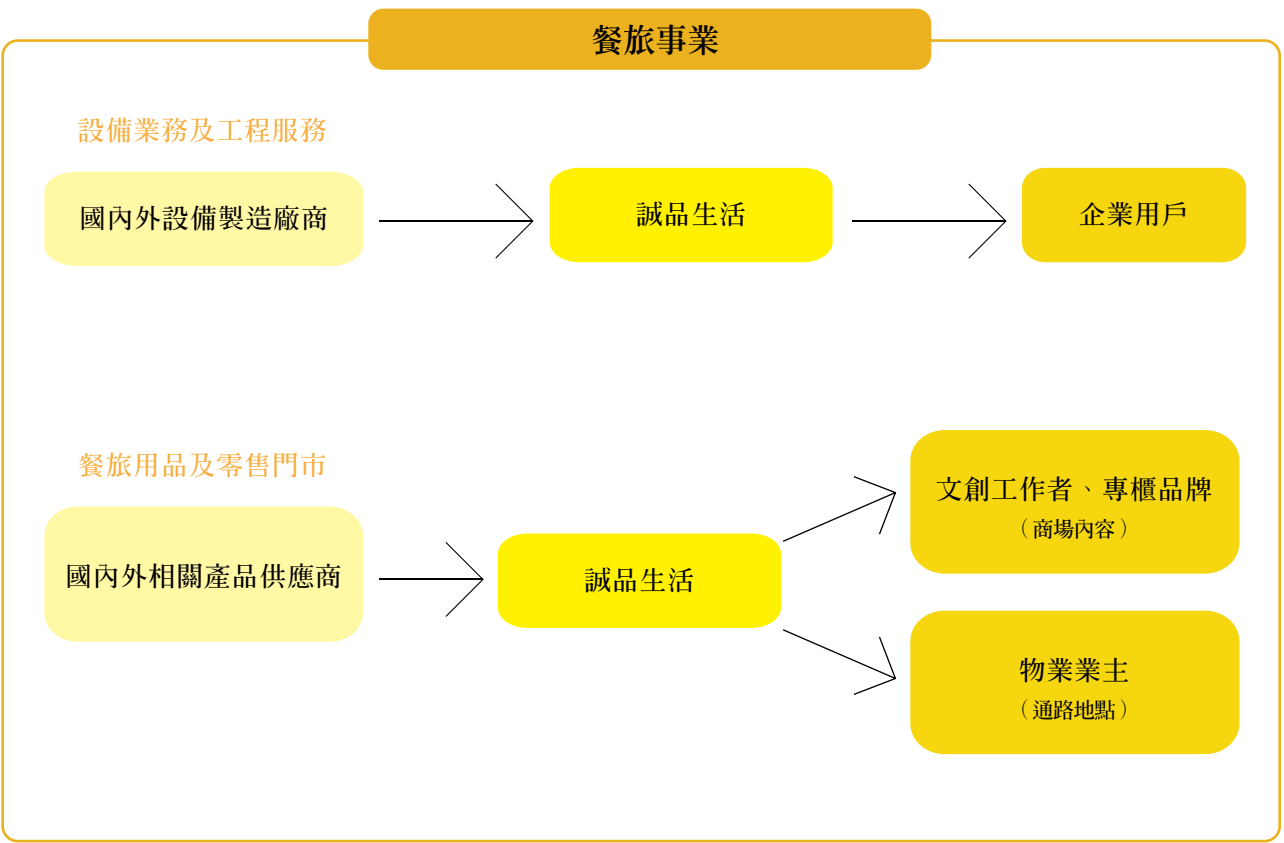 餐旅事業
設備業務及工程服務
國內外設備製造廠商
誠品生活
企業用戶
餐旅用品及零售門市
國內外相關產品供應商
誠品生活
文創工作者、專櫃品牌
（商場內容）
物業業主
（通路地點）